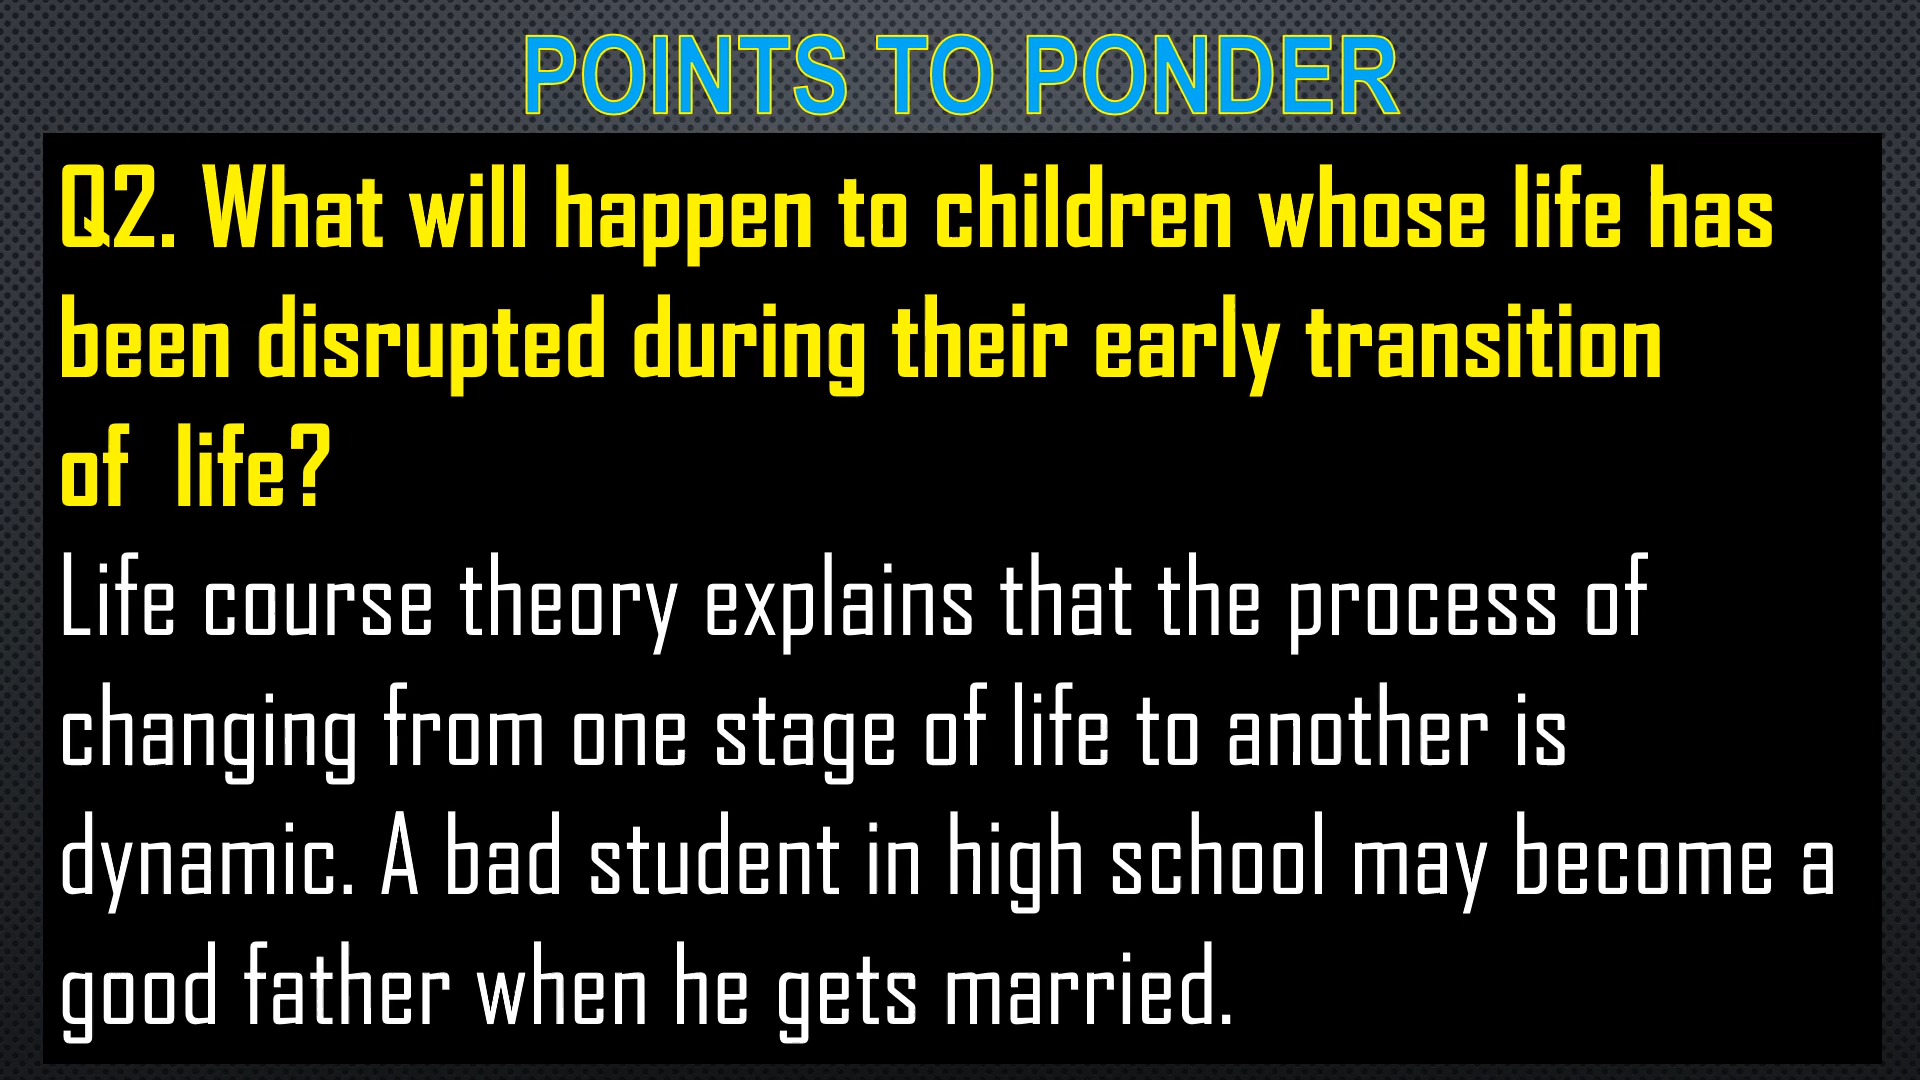 POINTS TO PONDER
Q2. What will happen to children whose life has
been disrupted during their early transition
of  life?
Life course theory explains that the process of
changing from one stage of life to another is
dynamic. A bad student in high school may become a
good father when he gets married.